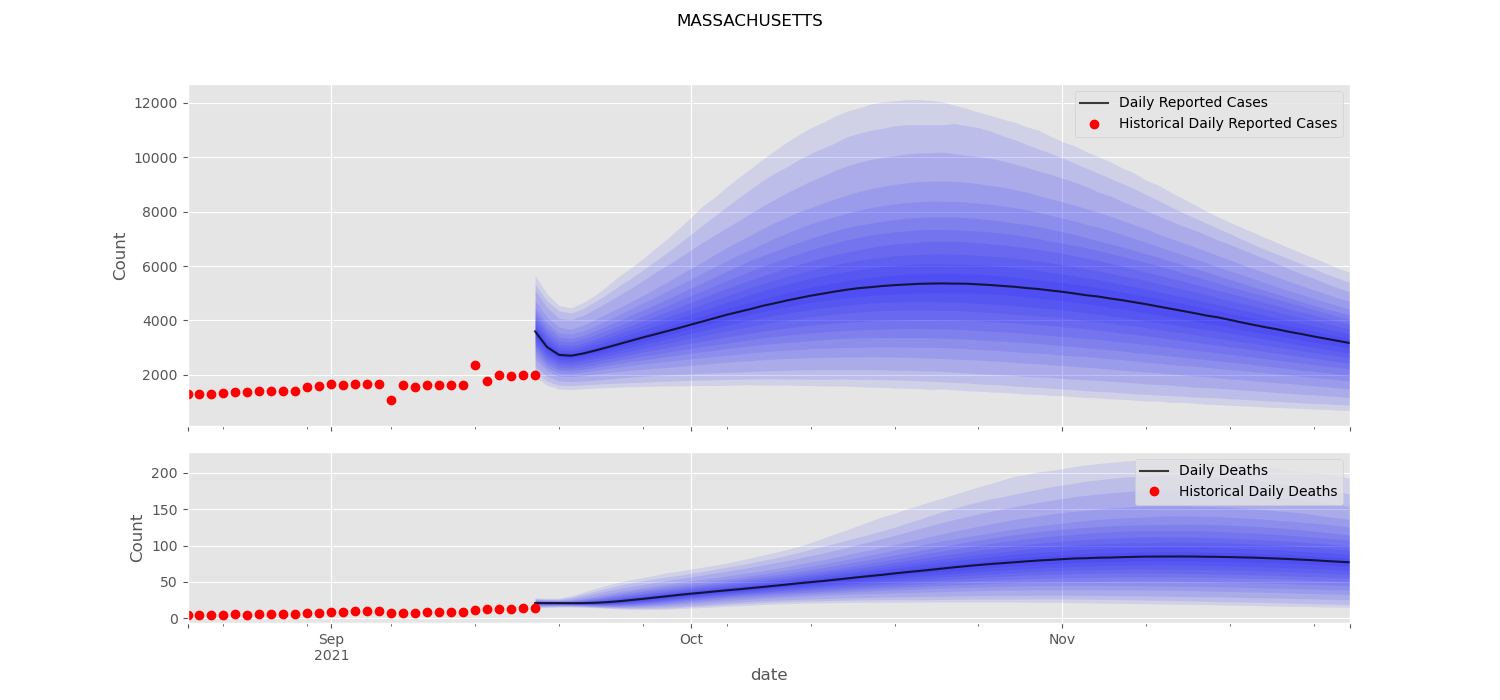 MASSACHUSETTS
12000
10000
8000
6000
4000
2000
Count
Daily Reported Cases
Historical Daily Reported Cases
200
150
100
50
0
Count
Daily Deaths
Historical Daily Deaths
Sep
2021
Oct
Nov
date